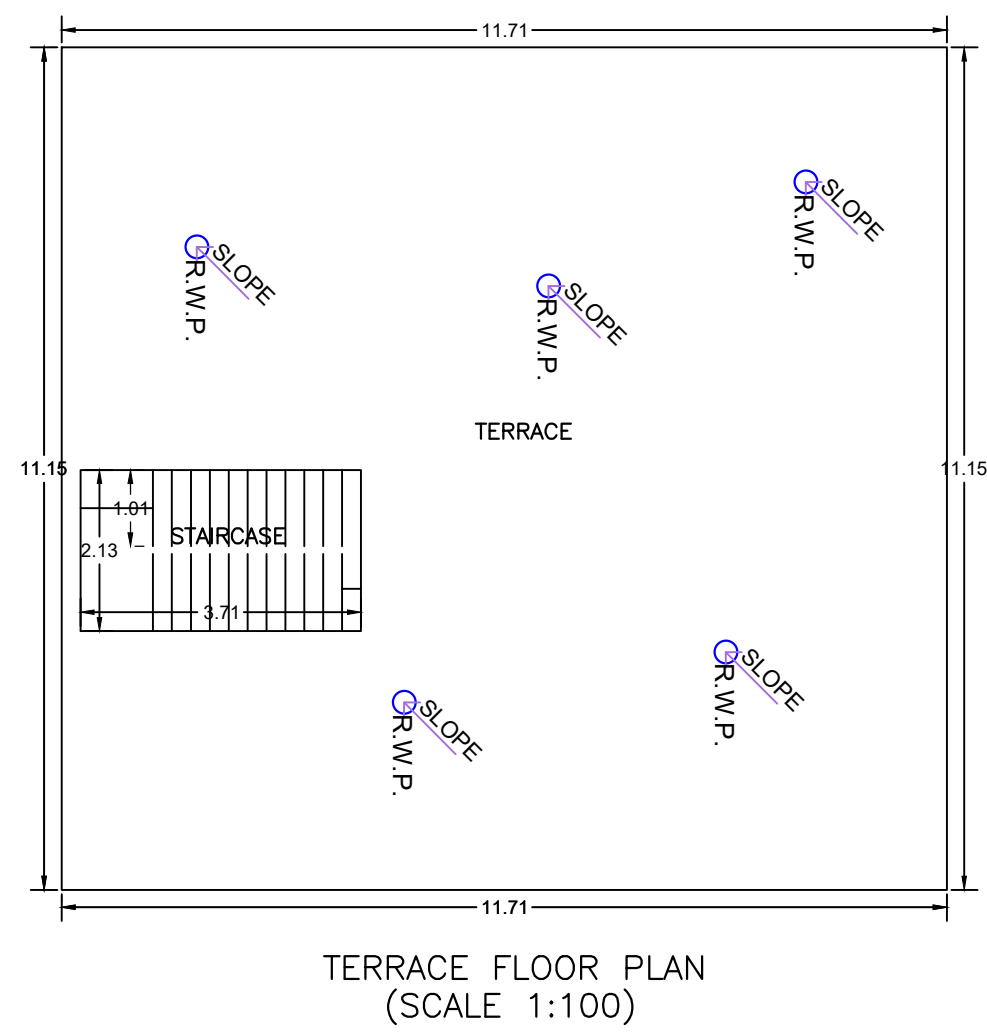 11.71
SLOPE
R.W.P.
SLOPE
R.W.P.
SLOPE
R.W.P.
TERRACE
11.15
11.15
1.01
STAIRCASE
2.13
3.71
SLOPE
R.W.P.
SLOPE
R.W.P.
11.71
TERRACE FLOOR PLAN
(SCALE 1:100)